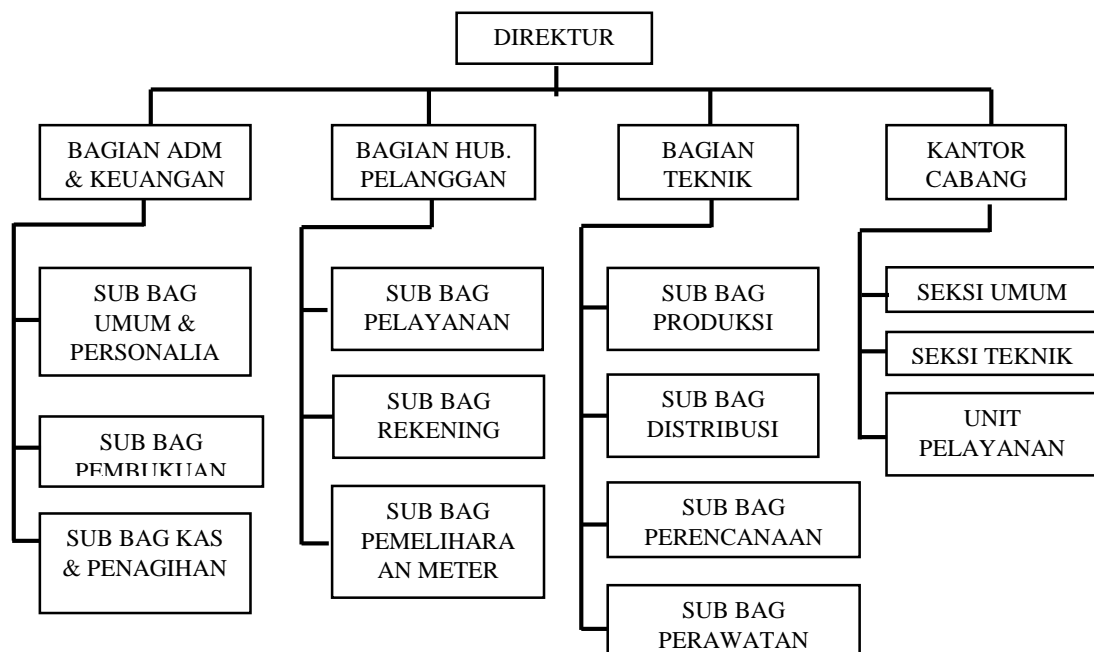 DIREKTUR
BAGIAN ADM
& KEUANGAN
BAGIAN HUB.
PELANGGAN
BAGIAN
TEKNIK
KANTOR
CABANG
SUB BAG
UMUM &
PERSONALIA
SUB BAG
PEMBUKUAN
SUB BAG KAS
& PENAGIHAN
SUB BAG
PELAYANAN
SUB BAG
REKENING
SUB BAG
PEMELIHARA
AN METER
SUB BAG
PRODUKSI
SUB BAG
DISTRIBUSI
SUB BAG
PERENCANAAN
SUB BAG
PERAWATAN
SEKSI UMUM
SEKSI TEKNIK
UNIT
PELAYANAN